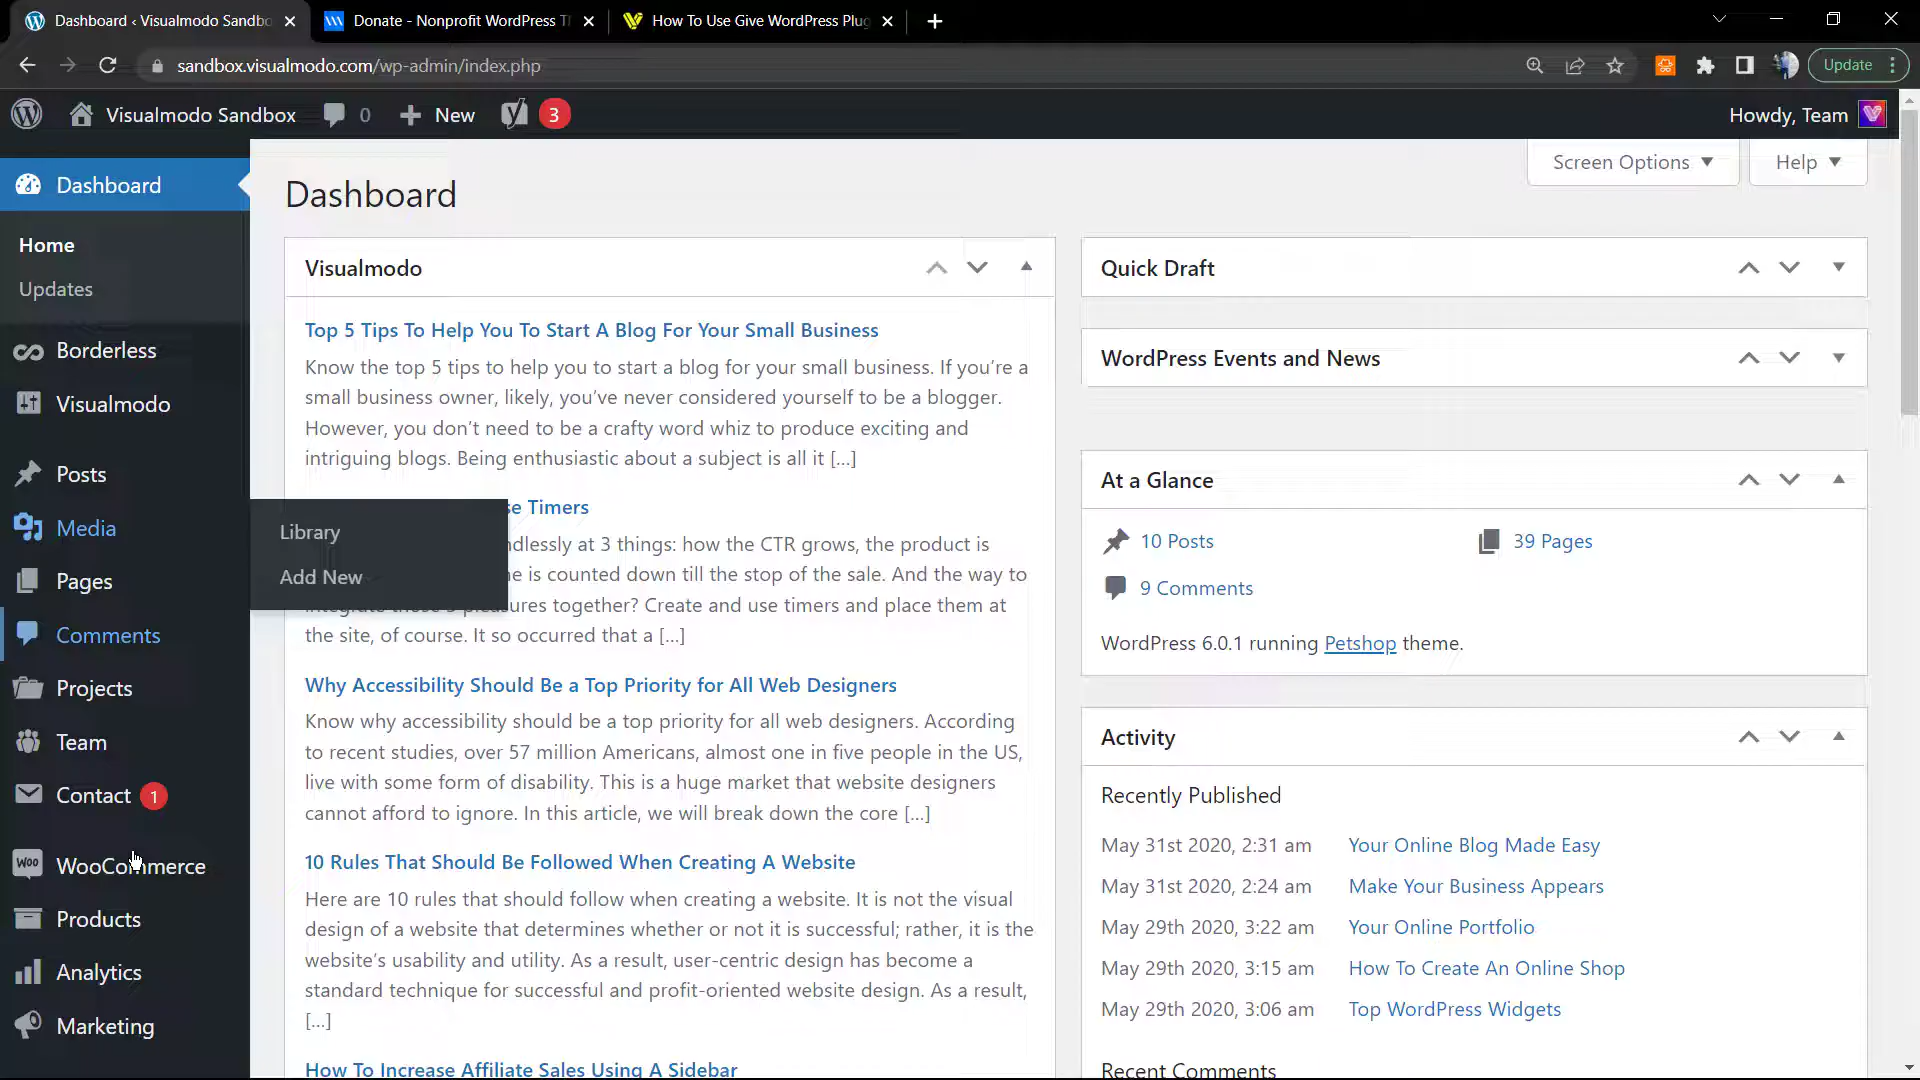 Dashboard ‹ Visualmodo Sandbo
Donate - Nonprofit WordPress T
How To Use Give WordPress Plug
sandbox.visualmodo.com/wp-admin/index.php
Update
Visualmodo Sandbox
0
New
3
Howdy, Team
Dashboard
Home
Updates
Borderless
Visualmodo
Posts
Media
Pages
Comments
Projects
Team
Contact 1
Woo
WooCommerce
Products
Analytics
Marketing
Library
Add New
Screen Options
Help
Dashboard
Visualmodo
Top 5 Tips To Help You To Start A Blog For Your Small Business
Know the top 5 tips to help you to start a blog for your small business. If you’re a
small business owner, likely, you’ve never considered yourself to be a blogger.
However, you don’t need to be a crafty word whiz to produce exciting and
intriguing blogs. Being enthusiastic about a subject is all it [...]
se Timers
ndlessly at 3 things: how the CTR grows, the product is
e is counted down till the stop of the sale. And the way to
together? Create and use timers and place them at
the site, of course. It so occurred that a [...]
Why Accessibility Should Be a Top Priority for All Web Designers
Know why accessibility should be a top priority for all web designers. According
to recent studies, over 57 million Americans, almost one in five people in the US,
live with some form of disability. This is a huge market that website designers
cannot afford to ignore. In this article, we will break down the core [...]
10 Rules That Should Be Followed When Creating A Website
Here are 10 rules that should follow when creating a website. It is not the visual
design of a website that determines whether or not it is successful; rather, it is the
website’s usability and utility. As a result, user-centric design has become a
standard technique for successful and profit-oriented website design. As a result,
[...]
How To Increase Affiliate Sales Using A Sidebar
Quick Draft
WordPress Events and News
At a Glance
10 Posts
39 Pages
9 Comments
WordPress 6.0.1 running Petshop theme.
Activity
Recently Published
May 31st 2020, 2:31 am Your Online Blog Made Easy
May 31st 2020, 2:24 am Make Your Business Appears
May 29th 2020, 3:22 am Your Online Portfolio
May 29th 2020, 3:15 am How To Create An Online Shop
May 29th 2020, 3:06 am Top WordPress Widgets
Recent Comments